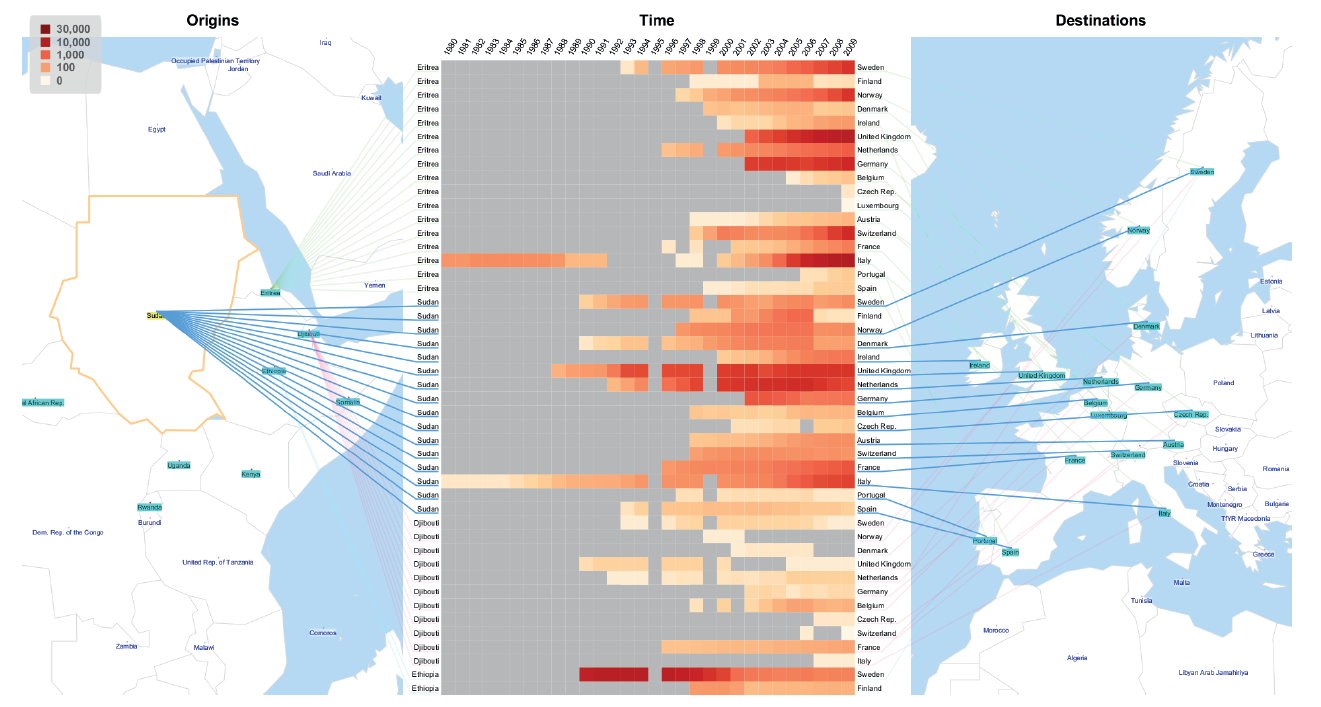 Origins
Time
Destinations
30,000
10,000
1,000
100
0
1980 1981 1982 1983 1984 1985 1986 1987 1988 1989 1990 1991 1992 1993 1994 1995 1996 1997 1998 1999 2000 2001 2002 2003 2004 2005 2006 2007 2008 2009
Iraq
Occupied Palestinian Territory
Jordan
Kuwait
Egypt
Saudi Arabia
Yemen
Eritrea
Sudan
Djibouti
Ethiopia
Somalia
al African Rep.
Uganda
Kenya
Rwanda
Burundi
Dem. Rep. of the Congo
United Rep. of Tanzania
Comoros
Zambia
Malawi
Eritrea Sweden
Eritrea Finland
Eritrea Norway
Eritrea Denmark
Eritrea Ireland
Eritrea United Kingdom
Eritrea Netherlands
Eritrea Germany
Eritrea Belgium
Eritrea Czech Rep.
Eritrea Luxembourg
Eritrea Austria
Eritrea Switzerland
Eritrea France
Eritrea Italy
Eritrea Portugal
Eritrea Spain
Sudan Sweden
Sudan Finland
Sudan Norway
Sudan Denmark
Sudan Ireland
Sudan United Kingdom
Sudan Netherlands
Sudan Germany
Sudan Belgium
Sudan Czech Rep.
Sudan Austria
Sudan Switzerland
Sudan France
Sudan Italy
Sudan Portugal
Sudan Spain
Djibouti Sweden
Djibouti Norway
Djibouti Denmark
Djibouti United Kingdom
Djibouti Netherlands
Djibouti Germany
Djibouti Belgium
Djibouti Czech Rep.
Djibouti Switzerland
Djibouti France
Djibouti Italy
Ethiopia Sweden
Ethiopia Finland
Sweden
Norway
Estonia
Latvia
Denmark
Lithuania
Ireland
United Kingdom
Netherlands
Germany
Poland
Belgium
Luxembourg
Czech Rep.
Slovakia
Austria
Hungary
France
Switzerland
Slovenia
Romania
Croatia
Serbia
Montenegro
Bulgaria
Italy
TfYR Macedonia
Portugal
Spain
Greece
Malta
Tunisia
Morocco
Algeria
Libyan Arab Jamahiriya